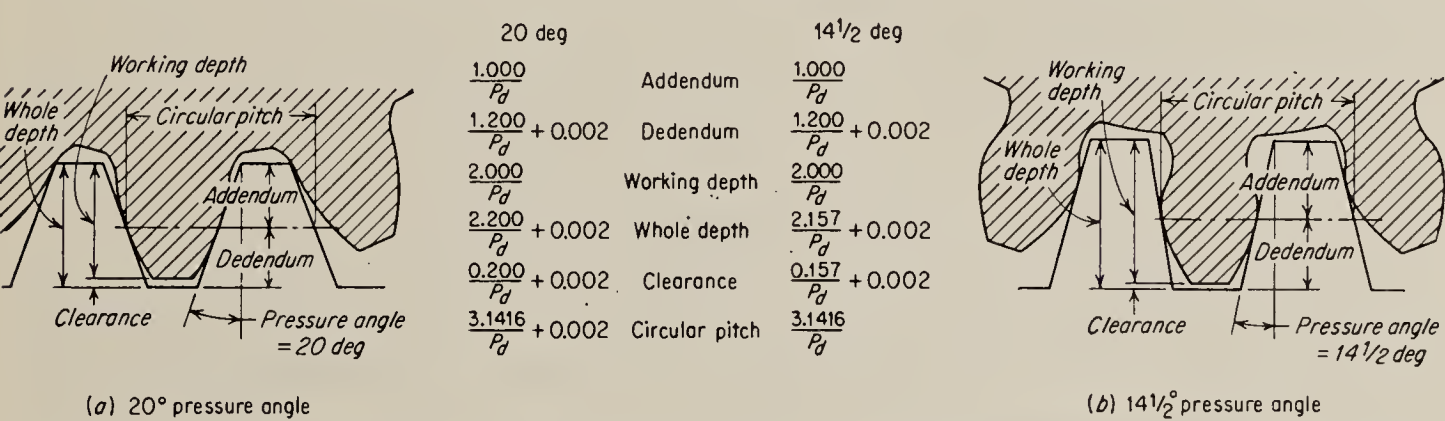 20 deg 14 1/2 deg
1.000/Pd Addendum 1.000/Pd
1.200/Pd + 0.002 Dedendum 1.200/Pd + 0.002
2.000/Pd Working depth 2.000/Pd
2.200/Pd + 0.002 Whole depth 2.157/Pd + 0.002
0.200/Pd + 0.002 Clearance 0.157/Pd + 0.002
3.1416/Pd + 0.002 Circular pitch 3.1416/Pd
Working depth
Whole
depth
Circular pitch
Addendum
Dedendum
Clearance
Pressure angle
= 20 deg
(a) 20° pressure angle
Working
depth
Circular pitch
Whole
depth
Addendum
Dedendum
Clearance
Pressure angle
= 14 1/2 deg
(b) 14 1/2° pressure angle